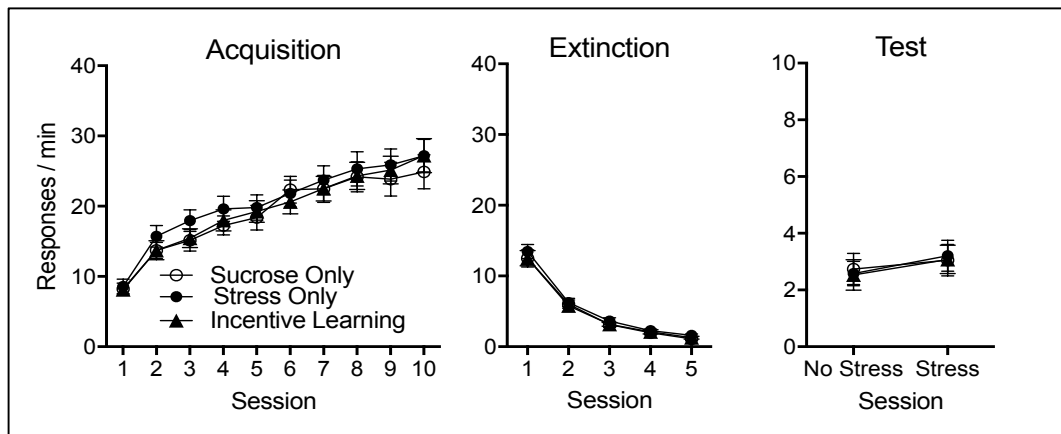 Acquisition
40
30
20
10
0
Responses / min
Sucrose Only
Stress Only
Incentive Learning
1 2 3 4 5 6 7 8 9 10
Session
Extinction
40
30
20
10
0
1 2 3 4 5
Session
Test
10
8
6
4
2
0
No Stress Stress
Session